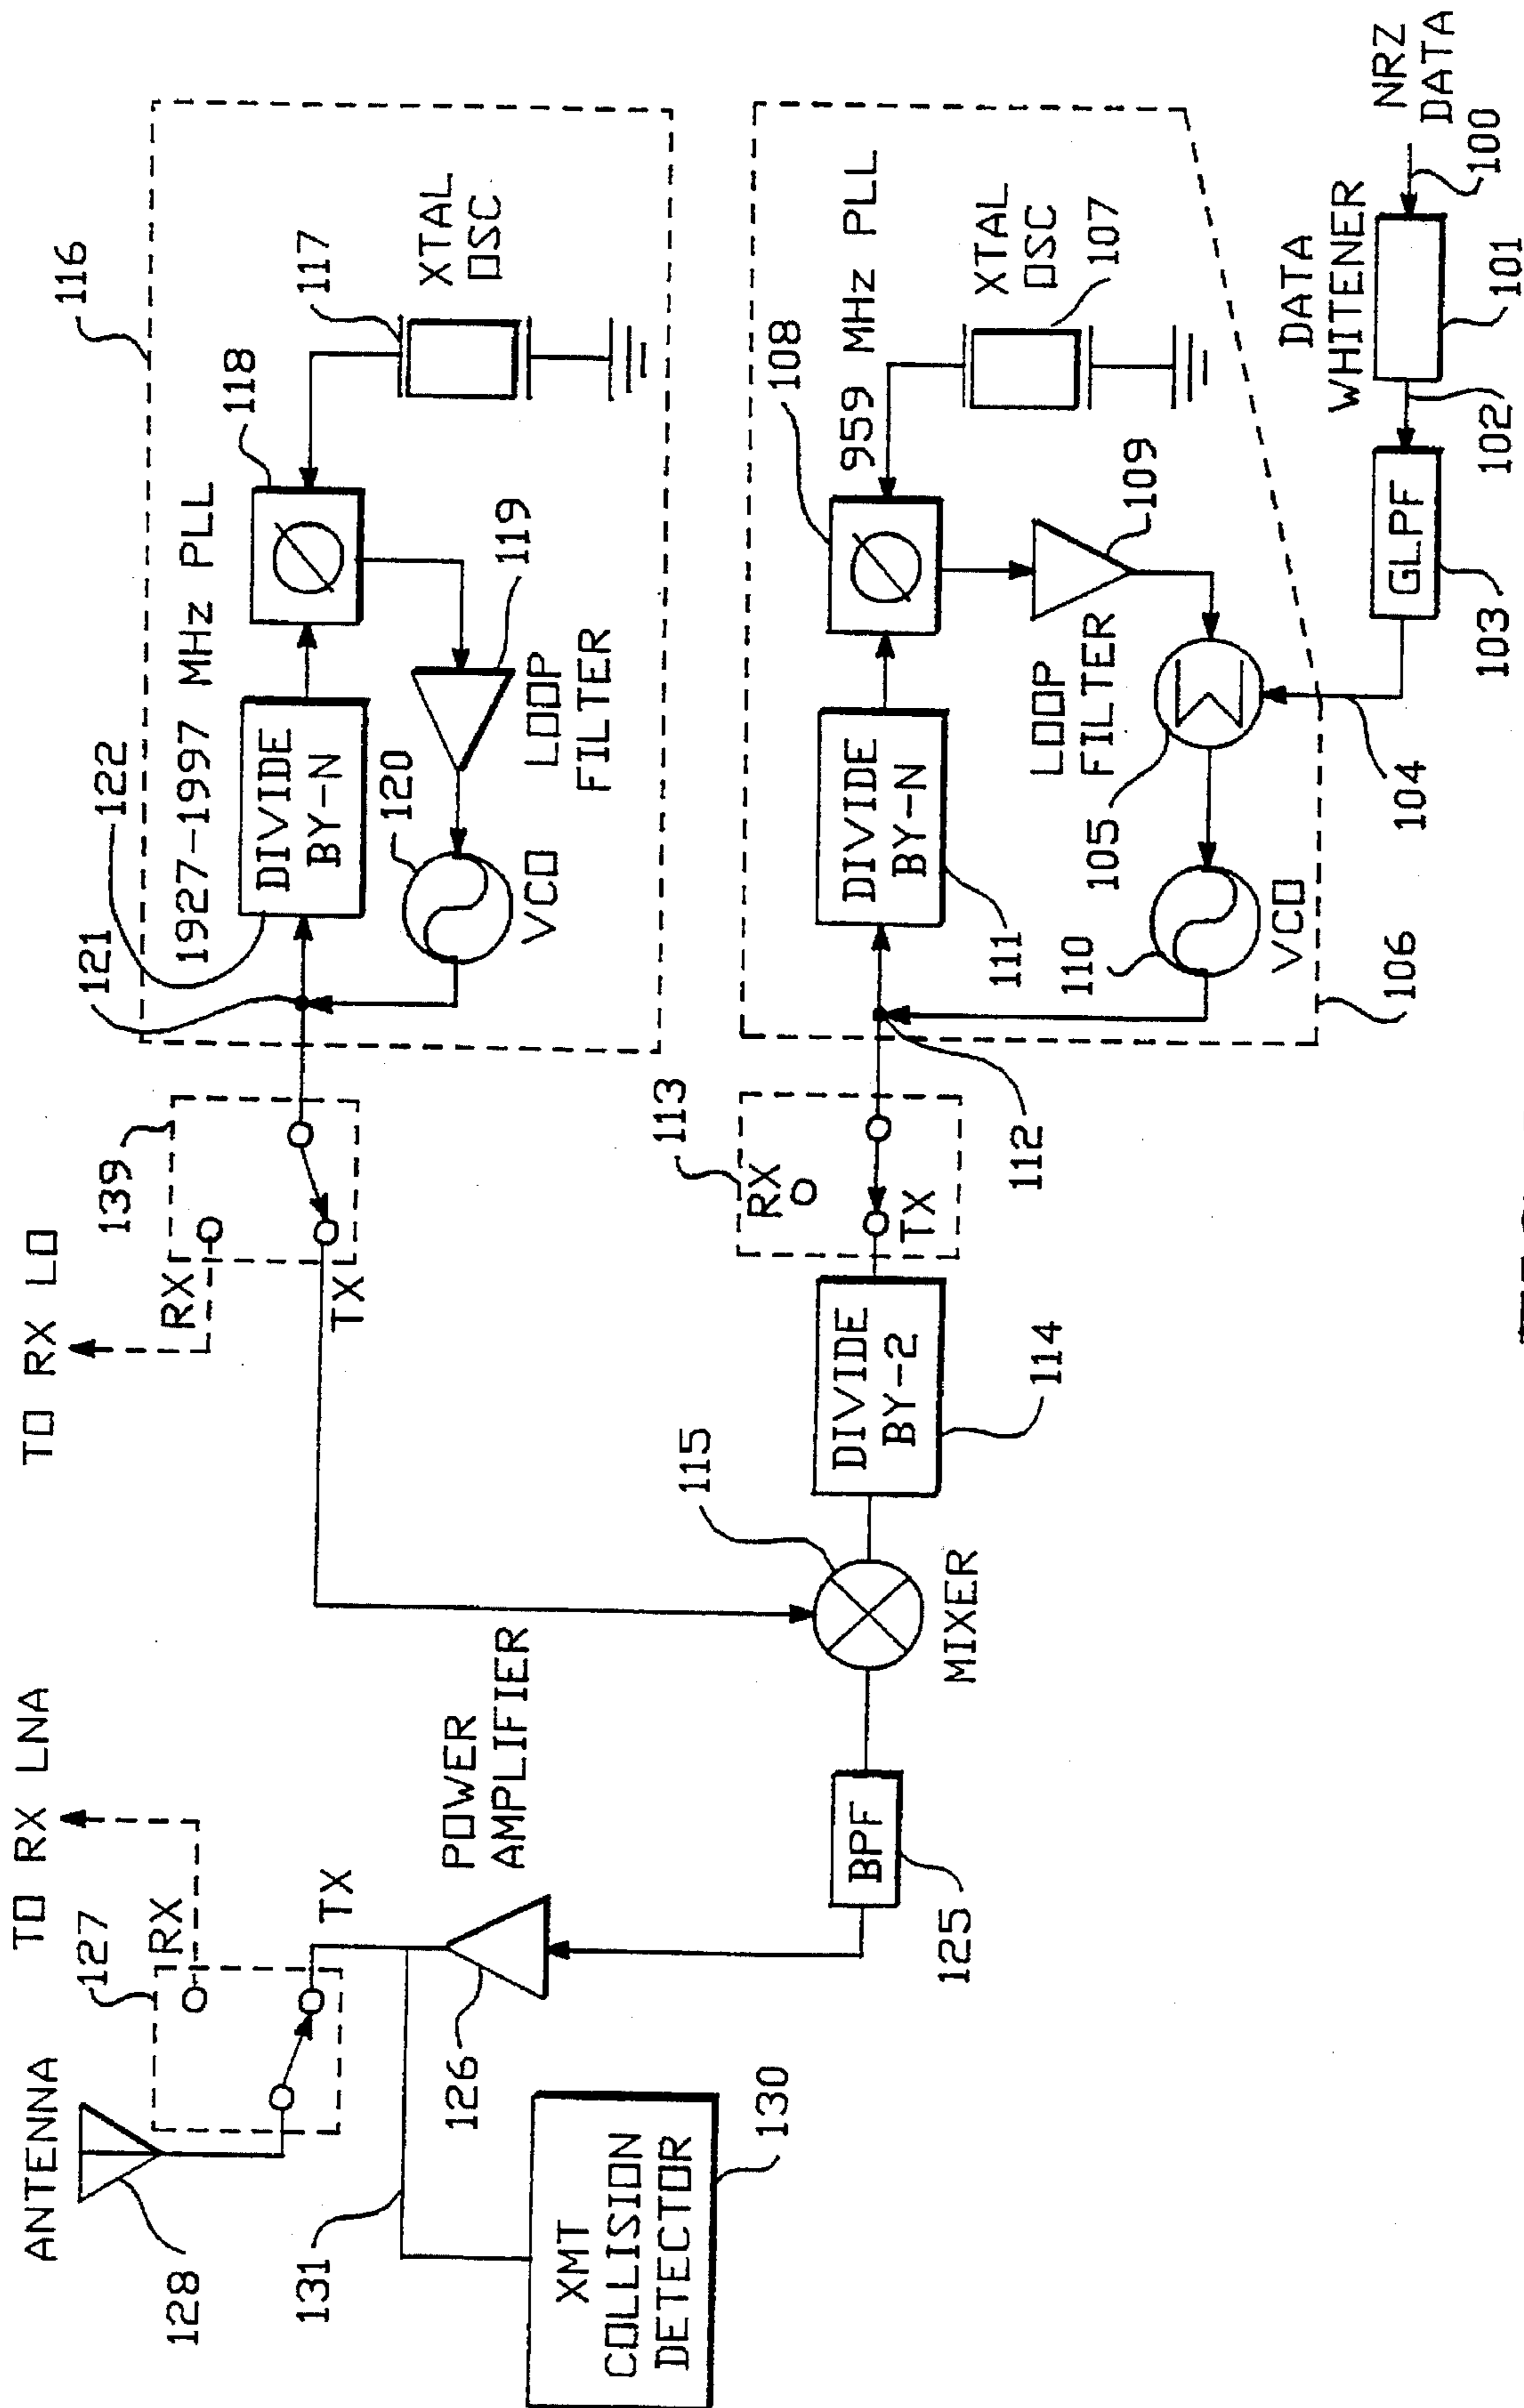 ANTENNA
TO RX LNA
TO RX LO
127
RX
TX
128
131
XMT
COLLISION
DETECTOR
130
126
POWER
AMPLIFIER
BPF
125
139
RX
TX
115
MIXER
DIVIDE
BY-2
114
113
RX
TX
112
116
121
122
1927-1997 MHz PLL
DIVIDE
BY-N
118
117
XTAL
OSC
119
LOOP
FILTER
120
VCO
959 MHz PLL
DIVIDE
BY-N
111
108
XTAL
OSC
107
109
LOOP
FILTER
105
Σ
110
VCO
106
104
GLPF
103
102
DATA
WHITENER
101
NRZ
DATA
100